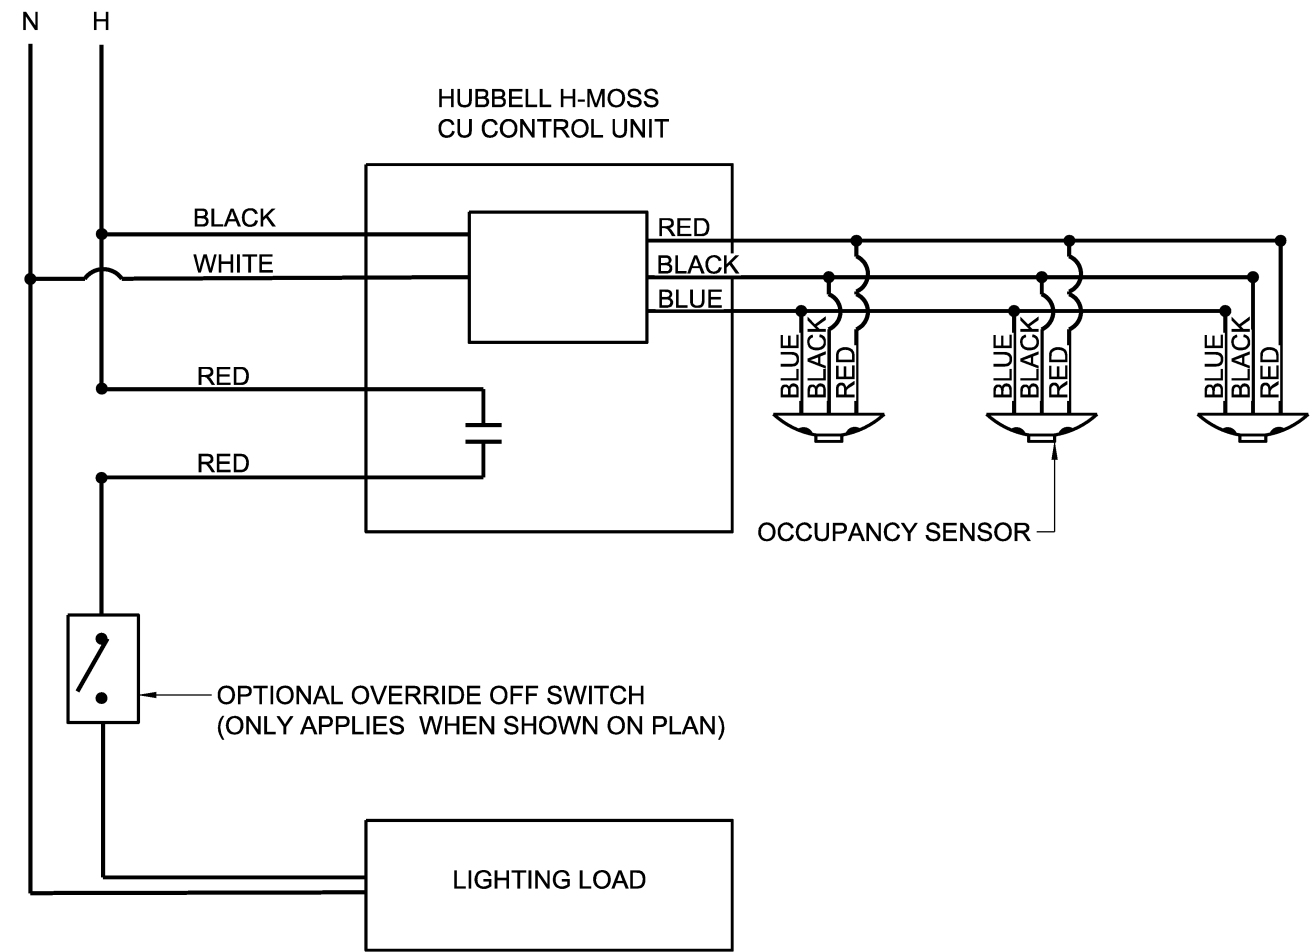 N H
HUBBELL H-MOSS
CU CONTROL UNIT
BLACK
RED
WHITE
BLACK
BLUE
BLUE
BLACK
RED
BLUE
BLACK
RED
BLUE
BLACK
RED
RED
RED
OCCUPANCY SENSOR
OPTIONAL OVERRIDE OFF SWITCH
(ONLY APPLIES WHEN SHOWN ON PLAN)
LIGHTING LOAD